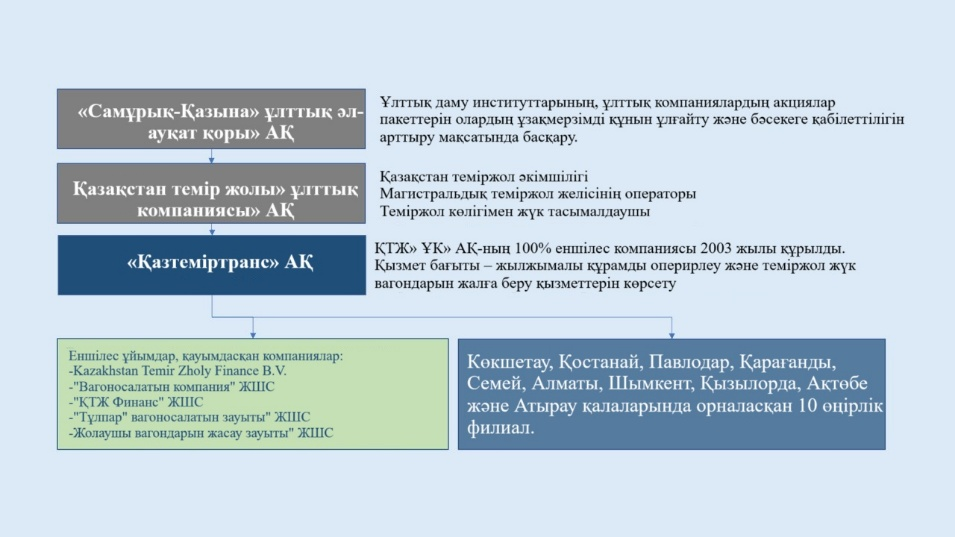 «Самұрық-Қазына» ұлттық әл-
ауқат қоры» АҚ
Ұлттық даму институттарының, ұлттық компаниялардың акциялар
пакеттерін олардың ұзақмерзімді құнын ұлғайту және бәсекеге қабілеттілігін
арттыру мақсатында басқару.
Қазақстан темір жолы» ұлттық
компаниясы» АҚ
Қазақстан теміржол әкімшілігі
Магистральдық теміржол желісінің операторы
Теміржол көлігімен жүк тасымалдаушы
«Қазтеміртранс» АҚ
ҚТЖ» ҰК» АҚ-ның 100% еншілес компаниясы 2003 жылы құрылды.
Қызмет бағыты – жылжымалы құрамды оперирлеу және теміржол жүк
вагондарын жалға беру қызметтерін көрсету
Еншілес ұйымдар, қауымдасқан компаниялар:
-Kazakhstan Temir Zholy Finance B.V.
-"Вагоносалатын компания" ЖШС
-"ҚТЖ Финанс" ЖШС
-"Тұлпар" вагоносалатын зауыты" ЖШС
-Жолаушы вагондарын жасау зауыты" ЖШС
Көкшетау, Қостанай, Павлодар, Қарағанды,
Семей, Алматы, Шымкент, Қызылорда, Ақтөбе
және Атырау қалаларында орналасқан 10 өңірлік
филиал.